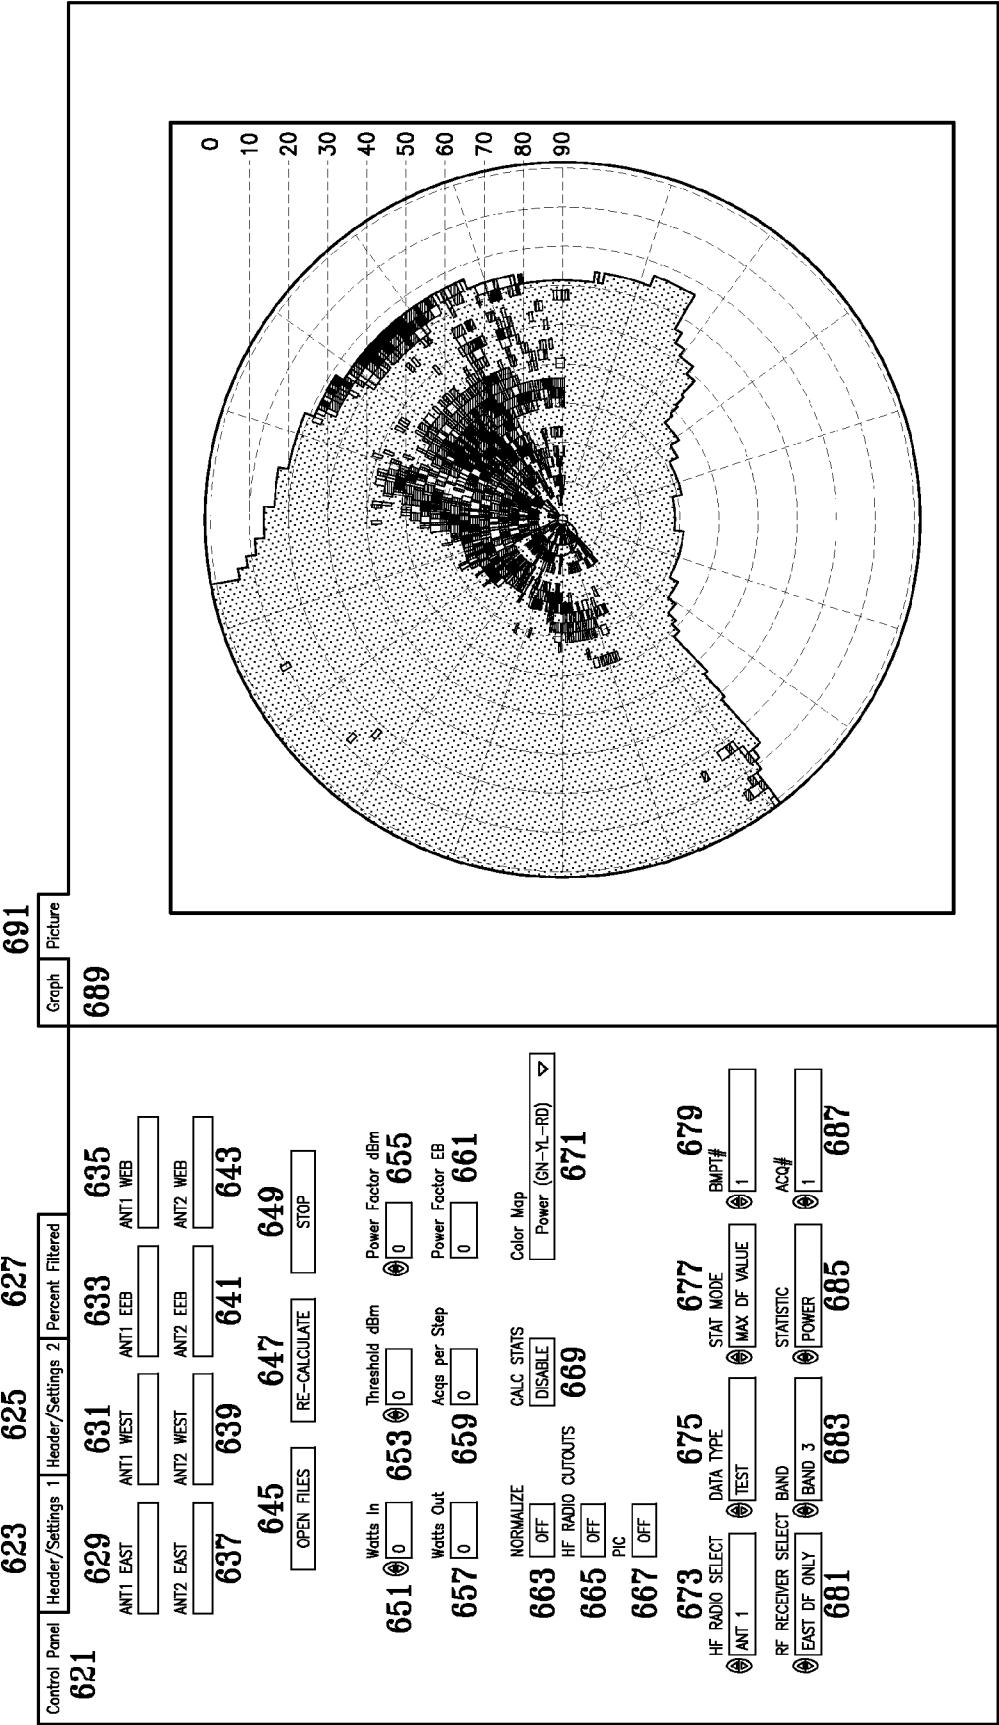 623 625 627 691
Control Panel Header/Settings 1 Header/Settings 2 Percent Filtered Graph Picture
621 689
629 631 633 635
ANT1 EAST ANT1 WEST ANT1 EEB ANT1 WEB
ANT2 EAST ANT2 WEST ANT2 EEB ANT2 WEB
637 639 641 643
645 647 649
OPEN FILES RE-CALCULATE STOP
Watts In Threshold dBm Power Factor dBm
651 0 653 0 0 655
Watts Out Acqs per Step Power Factor EB
657 0 659 0 0 661
NORMALIZE CALC STATS Color Map
663 OFF DISABLE Power (GN-YL-RD)
HF RADIO CUTOUTS 669 671
665 OFF
PIC
667 OFF
673 675 677 679
HF RADIO SELECT DATA TYPE STAT MODE BMPT#
ANT 1 TEST MAX DF VALUE 1
RF RECEIVER SELECT BAND STATISTIC ACQ#
EAST DF ONLY BAND 3 POWER 1
681 683 685 687
0
10
20
30
40
50
60
70
80
90